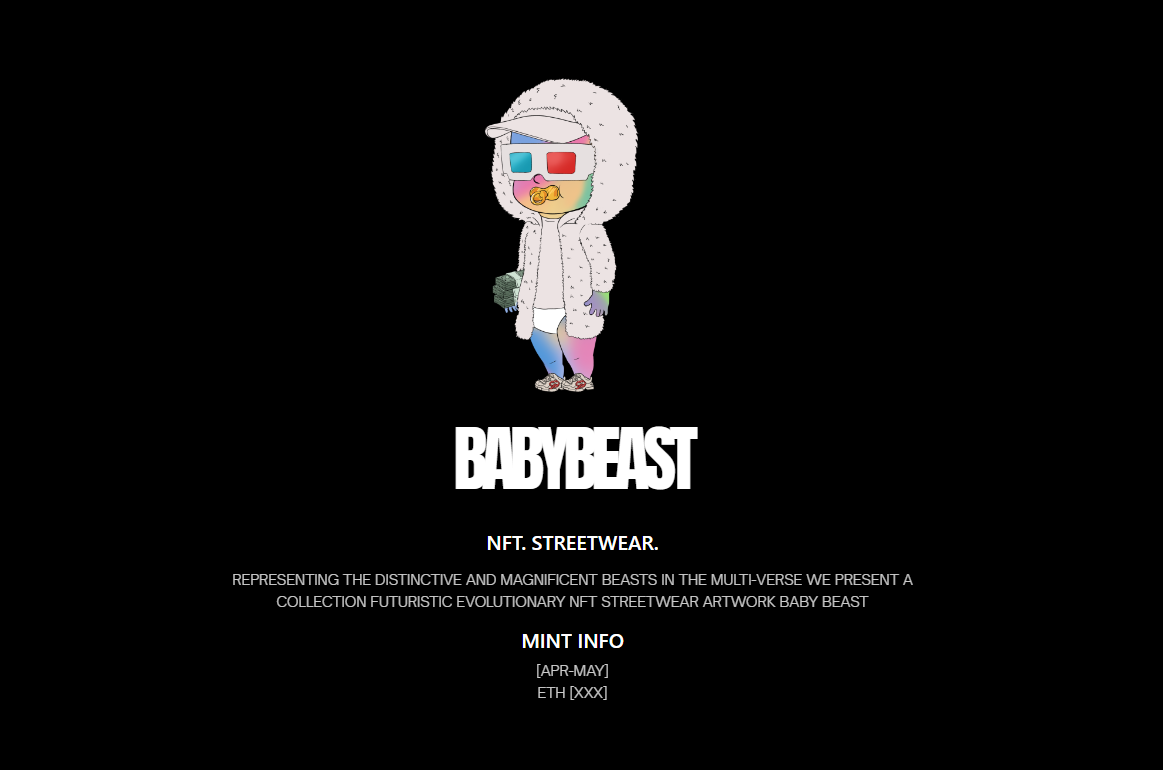 BABYBEAST
NFT. STREETWEAR.
REPRESENTING THE DISTINCTIVE AND MAGNIFICENT BEASTS IN THE MULTI-VERSE WE PRESENT A
COLLECTION FUTURISTIC EVOLUTIONARY NFT STREETWEAR ARTWORK BABY BEAST
MINT INFO
[APR-MAY]
ETH [XXX]